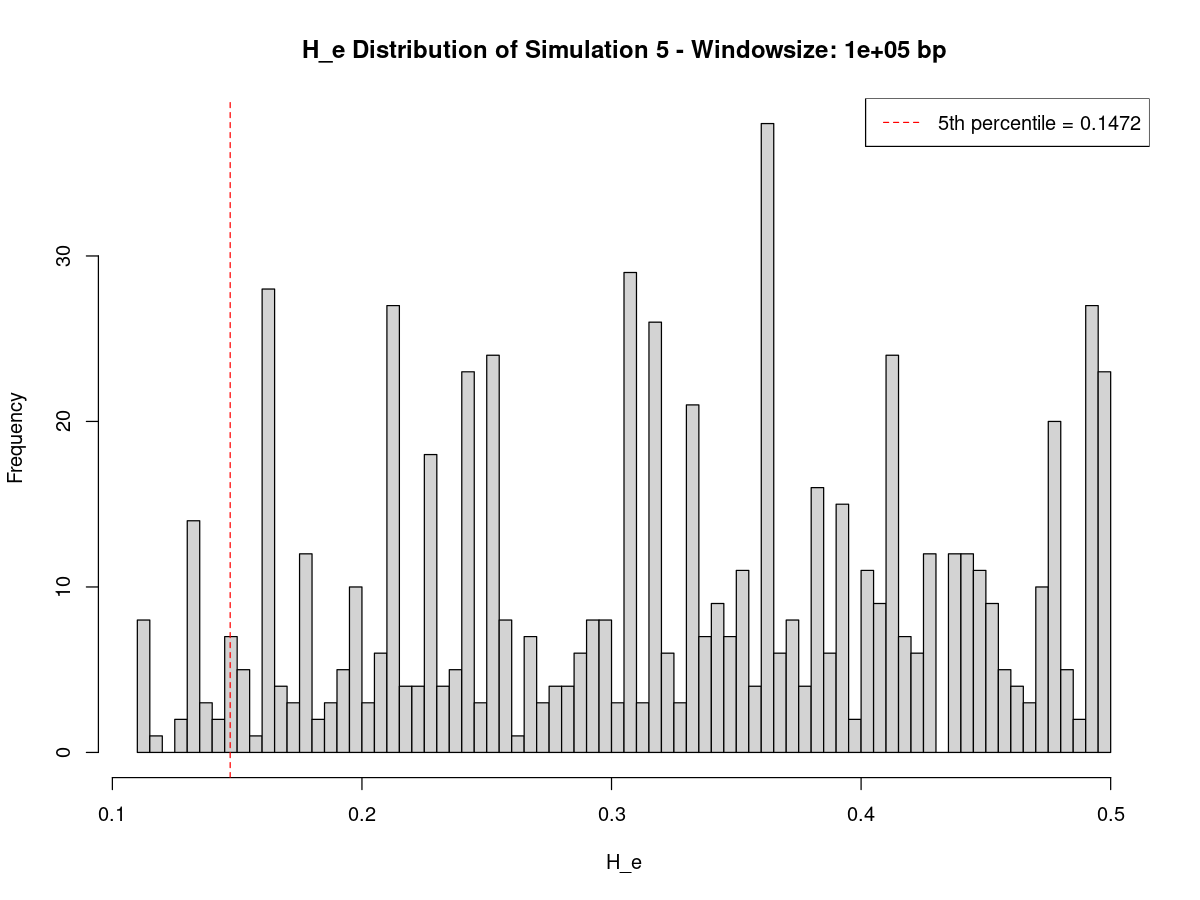 H_e Distribution of Simulation 5 - Windowsize: 1e+05 bp
5th percentile = 0.1472
Frequency
30
20
10
0
0.1 0.2 0.3 0.4 0.5
H_e